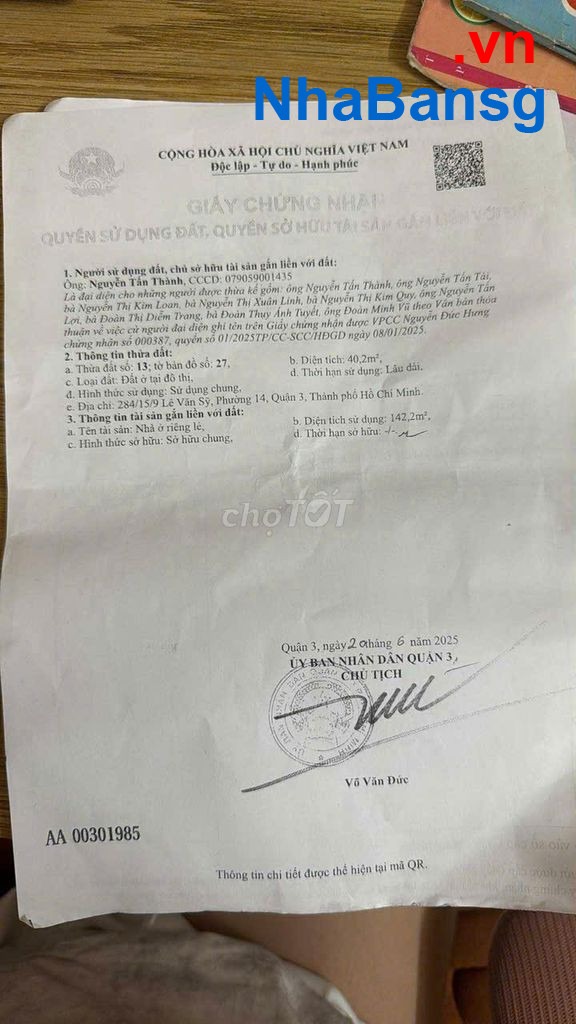 .vn
NhaBansg
CỘNG HÒA XÃ HỘI CHỦ NGHĨA VIỆT NAM
Độc lập - Tự do - Hạnh phúc
GIẤY CHỨNG NHẬN
QUYỀN SỬ DỤNG ĐẤT, QUYỀN SỞ HỮU TÀI SẢN GẮN LIỀN VỚI ĐẤT
1. Người sử dụng đất, chủ sở hữu tài sản gắn liền với đất:
Ông: Nguyễn Tấn Thành, CCCD: 079059001435
Là đại diện cho những người được thừa kế gồm: ông Nguyễn Tấn Thành, ông Nguyễn Tấn Tài,
bà Nguyễn Thị Kim Loan, bà Nguyễn Thị Xuân Linh, bà Nguyễn Thị Kim Quy, ông Nguyễn Tấn
Lợi, bà Đoàn Thị Diễm Trang, bà Đoàn Thuy Ánh Tuyết, ông Đoàn Minh Vũ theo Văn bản thỏa
thuận về việc cử người đại diện ghi tên trên Giấy chứng nhận được VPCC Nguyễn Đức Hưng
chứng nhận số 000387, quyển số 01/2025TP/CC-SCC/HĐGD ngày 08/01/2025.
2. Thông tin thửa đất:
a. Thửa đất số: 13; tờ bản đồ số: 27,
b. Diện tích: 40,2m²,
c. Loại đất: Đất ở tại đô thị,
d. Thời hạn sử dụng: Lâu dài,
đ. Hình thức sử dụng: Sử dụng chung,
e. Địa chỉ: 284/15/9 Lê Văn Sỹ, Phường 14, Quận 3, Thành phố Hồ Chí Minh.
3. Thông tin tài sản gắn liền với đất:
a. Tên tài sản: Nhà ở riêng lẻ,
b. Diện tích sử dụng: 142,2m²,
c. Hình thức sở hữu: Sở hữu chung,
d. Thời hạn sở hữu: -/-
chợTỐT
Quận 3, ngày 20 tháng 6 năm 2025
ỦY BAN NHÂN DÂN QUẬN 3
CHỦ TỊCH
Võ Văn Đức
AA 00301985
Thông tin chi tiết được thể hiện tại mã QR.